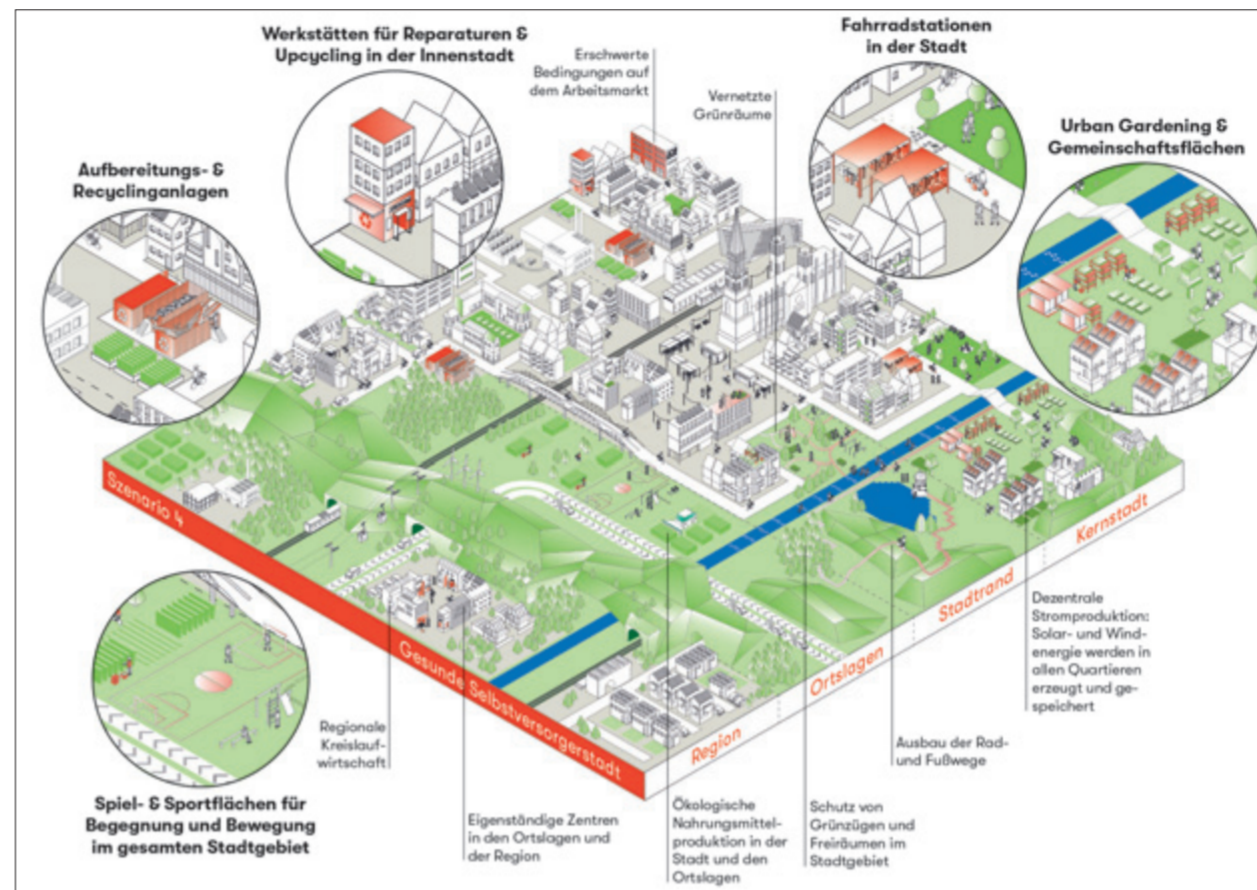 Werkstätten für Reparaturen &
Upcycling in der Innenstadt
Erschwerte
Bedingungen auf
dem Arbeitsmarkt
Vernetzte
Grünräume
Fahrradstationen
in der Stadt
Urban Gardening &
Gemeinschaftsflächen
Aufbereitungs- &
Recyclinganlagen
Szenario 4
Gesunde Selbstversorgerstadt
Region
Ortslagen
Stadtrand
Kernstadt
Dezentrale
Stromproduktion:
Solar- und Wind-
energie werden in
allen Quartieren
erzeugt und ge-
speichert
Regionale
Kreislauf-
wirtschaft
Ausbau der Rad-
und Fußwege
Spiel- & Sportflächen für
Begegnung und Bewegung
im gesamten Stadtgebiet
Eigenständige Zentren
in den Ortslagen und
der Region
Ökologische
Nahrungsmittel-
produktion in der
Stadt und den
Ortslagen
Schutz von
Grünzügen und
Freiräumen im
Stadtgebiet